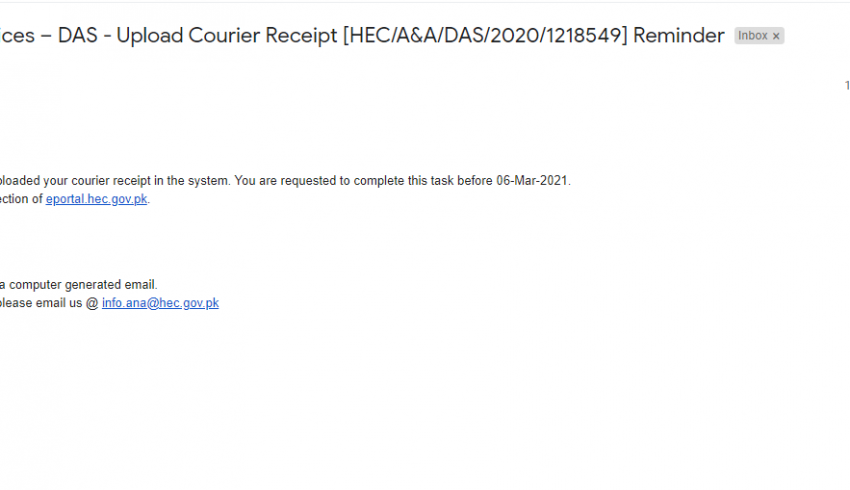 ices – DAS - Upload Courier Receipt [HEC/A&A/DAS/2020/1218549] Reminder Inbox ×
1
ploaded your courier receipt in the system. You are requested to complete this task before 06-Mar-2021.
ection of eportal.hec.gov.pk.
a computer generated email.
please email us @ info.ana@hec.gov.pk